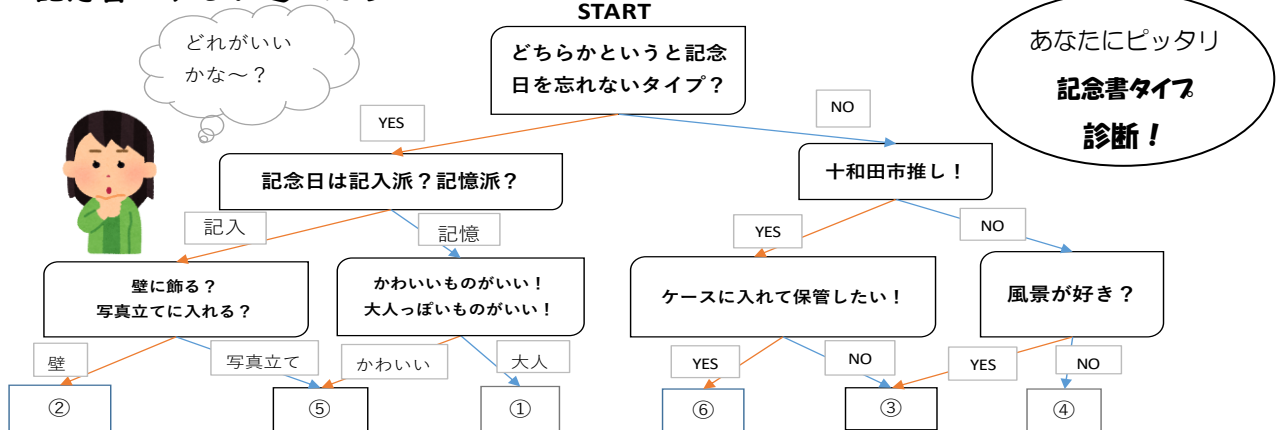 START
どれがいい
かな～？
どちらかというと記念
日を忘れないタイプ？
あなたにピッタリ
記念書タイプ
診断！
YES
NO
記念日は記入派？記憶派？
十和田市推し！
記入
記憶
YES
NO
壁に飾る？
写真立てに入れる？
かわいいものがいい！
大人っぽいものがいい！
ケースに入れて保管したい！
風景が好き？
壁
写真立て
かわいい
大人
YES
NO
YES
NO
②
⑤
①
⑥
③
④